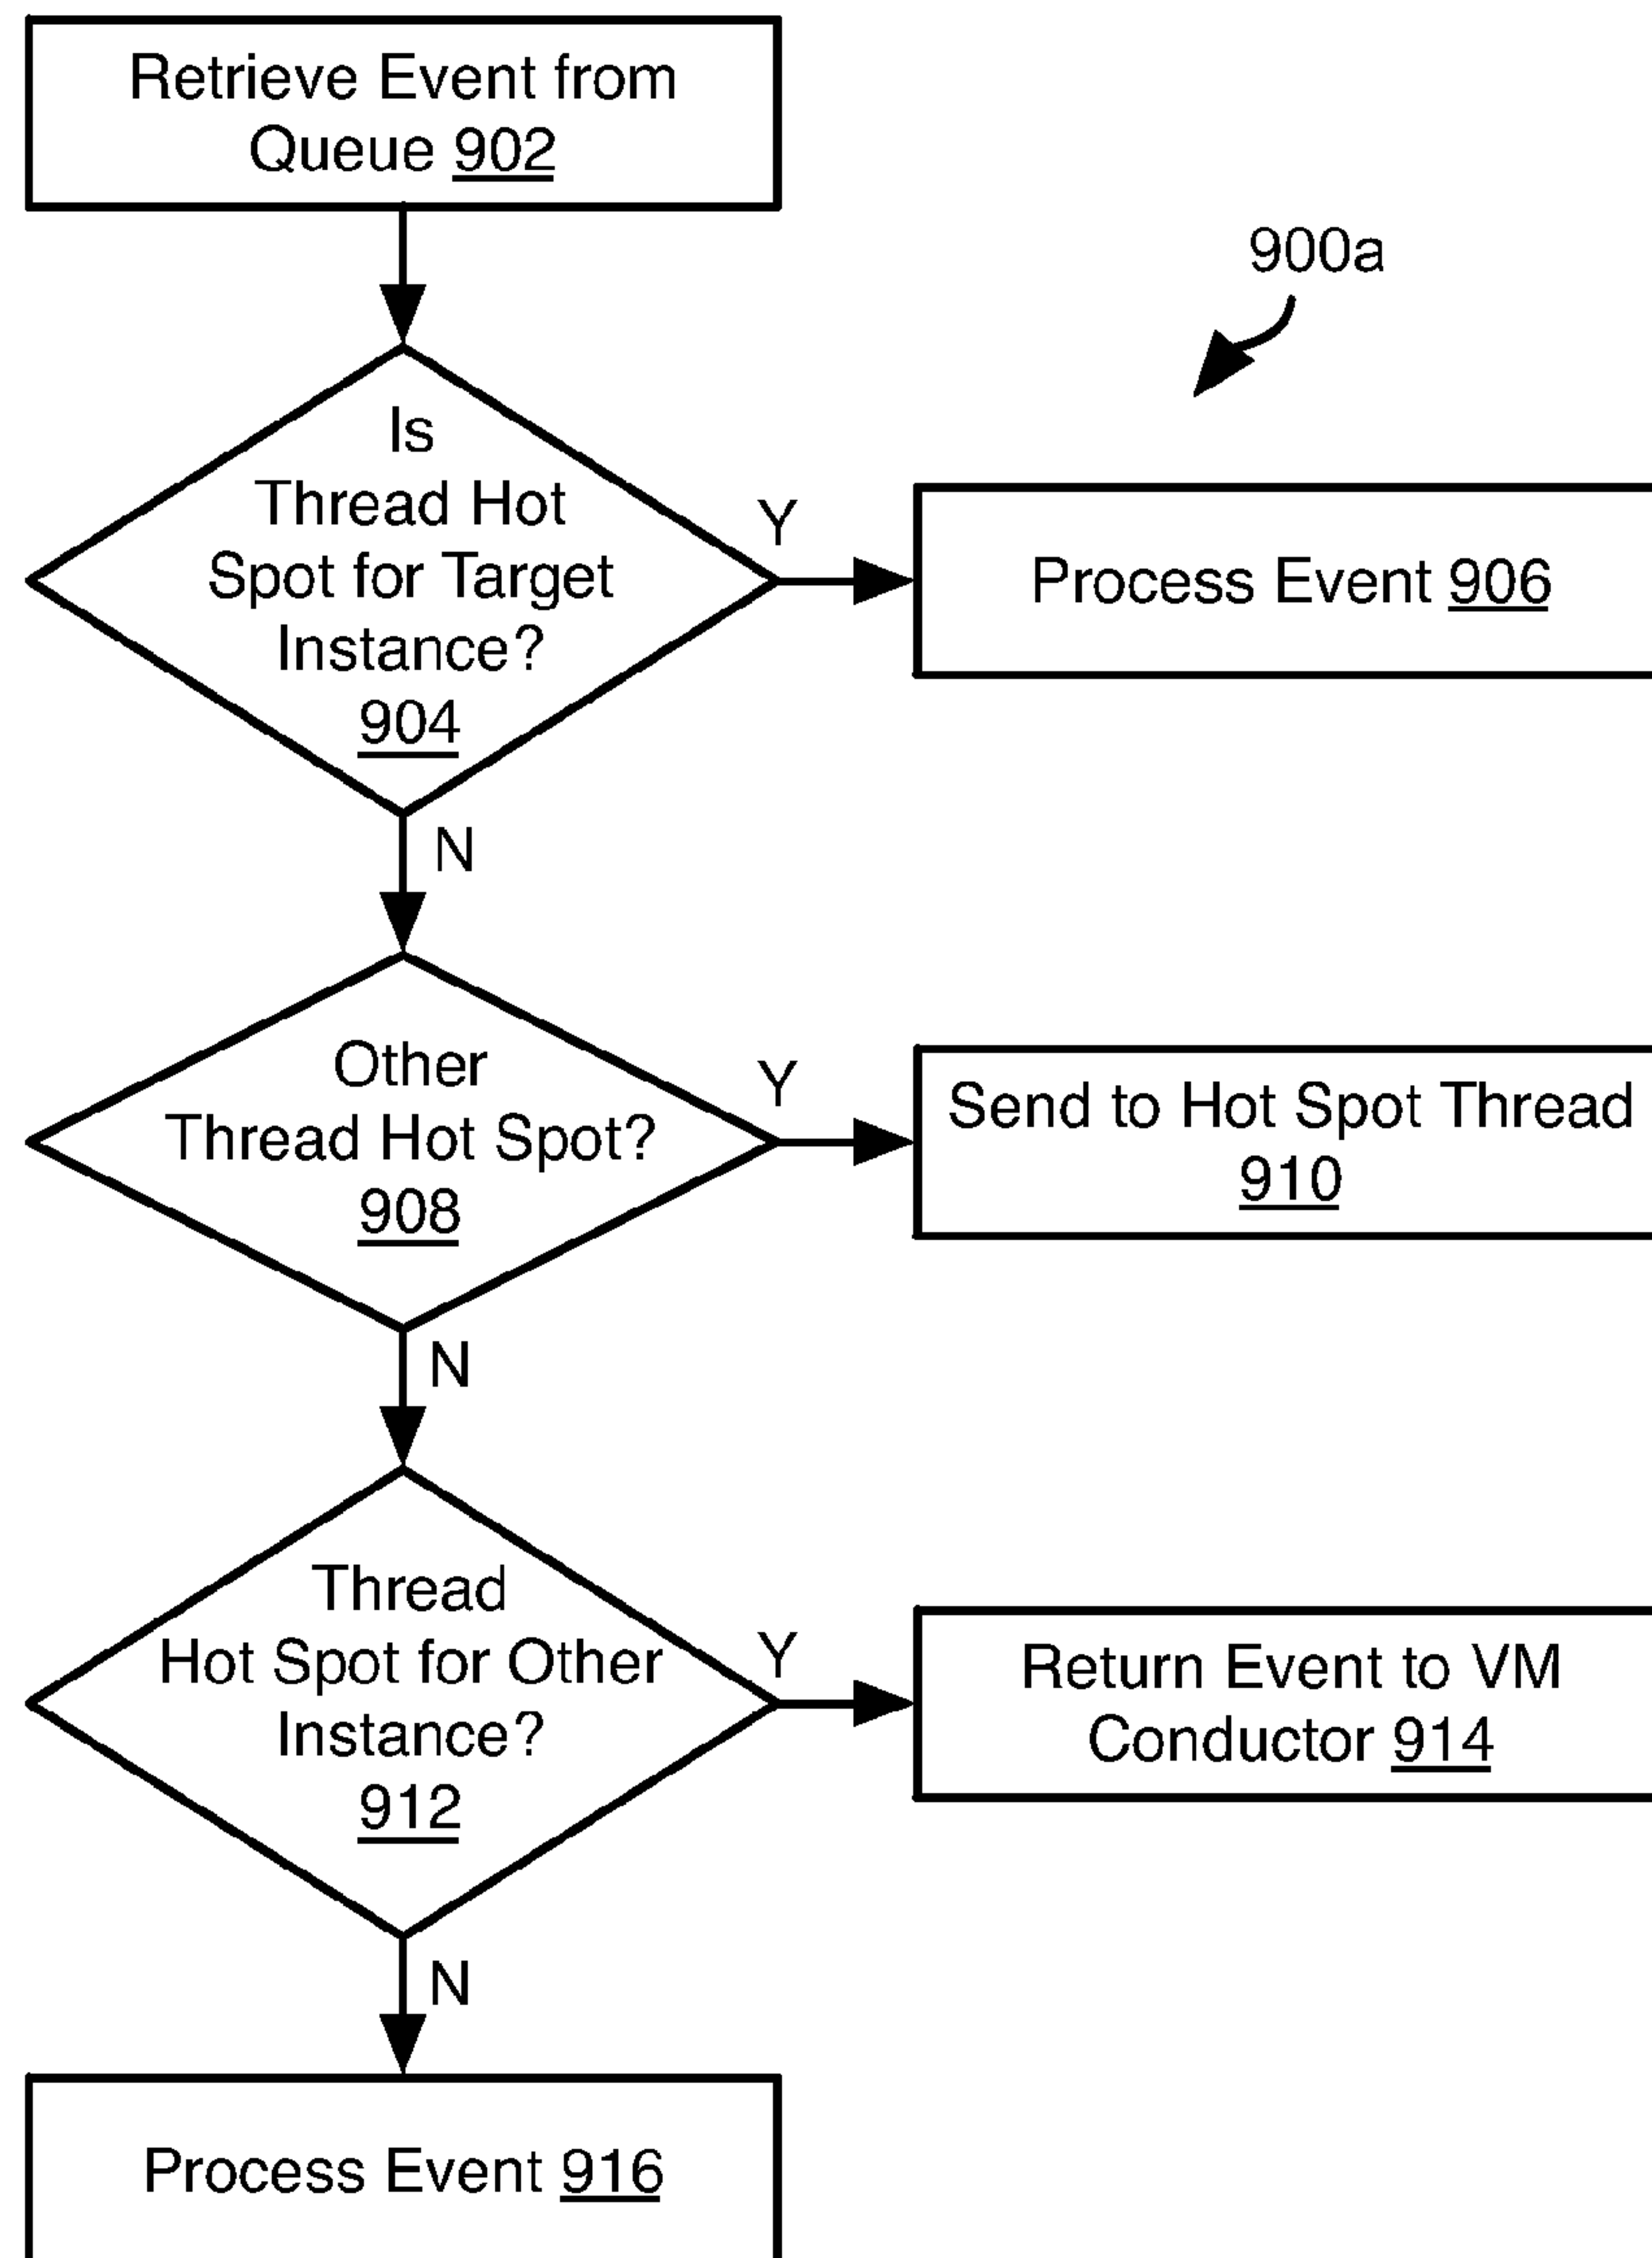 Retrieve Event from
Queue 902
900a
Is
Thread Hot
Spot for Target
Instance?
904
Y
Process Event 906
N
Other
Thread Hot Spot?
908
Y
Send to Hot Spot Thread
910
N
Thread
Hot Spot for Other
Instance?
912
Y
Return Event to VM
Conductor 914
N
Process Event 916